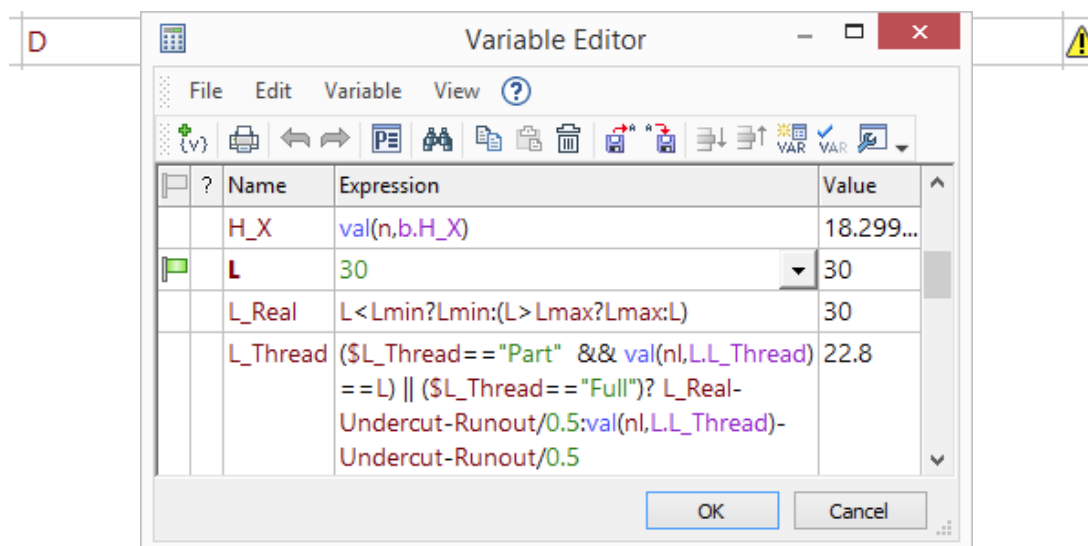 D
Variable Editor
File Edit Variable View ?
{v} PE VAR VAR
? Name Expression Value
H_X val(n,b.H_X) 18.299...
L 30 30
L_Real L<Lmin?Lmin:(L>Lmax?Lmax:L) 30
L_Thread ($L_Thread=="Part" && val(nl,L.L_Thread) 22.8
==L) || ($L_Thread=="Full")? L_Real-
Undercut-Runout/0.5:val(nl,L.L_Thread)-
Undercut-Runout/0.5
OK Cancel